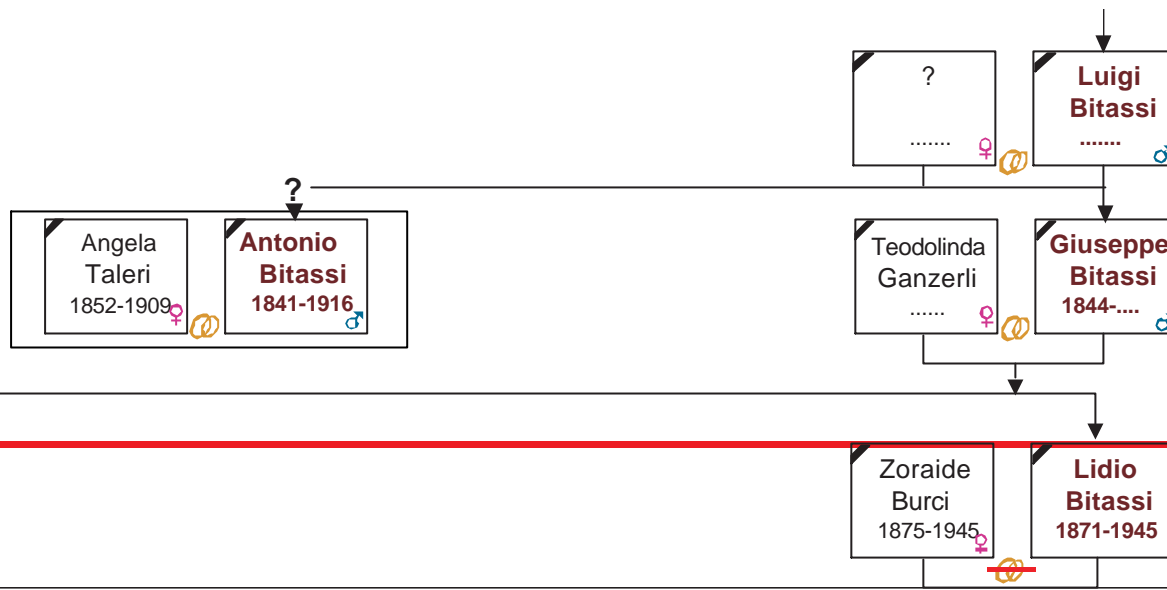 ?
.......
Luigi
Bitassi
.......
?
Angela
Taleri
1852-1909
Antonio
Bitassi
1841-1916
Teodolinda
Ganzerli
......
Giuseppe
Bitassi
1844-....
Zoraide
Burci
1875-1945
Lidio
Bitassi
1871-1945